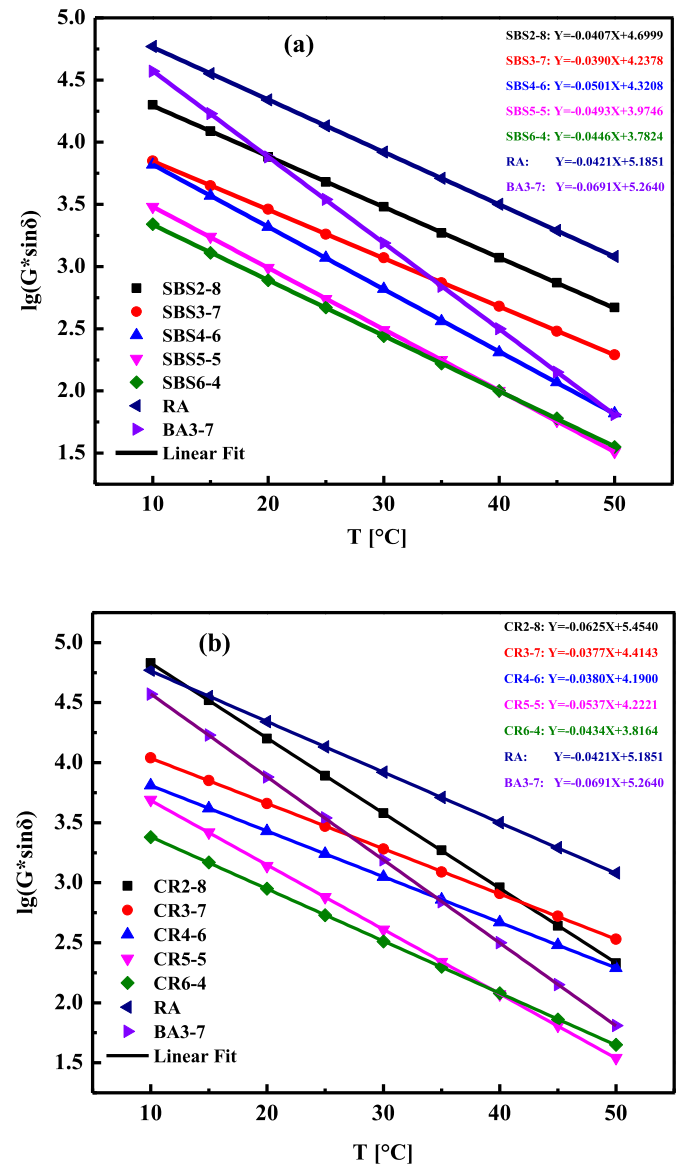 (a)
SBS2-8: Y=-0.0407X+4.6999
SBS3-7: Y=-0.0390X+4.2378
SBS4-6: Y=-0.0501X+4.3208
SBS5-5: Y=-0.0493X+3.9746
SBS6-4: Y=-0.0446X+3.7824
RA: Y=-0.0421X+5.1851
BA3-7: Y=-0.0691X+5.2640
lg(G*sinδ)
5.0
4.5
4.0
3.5
3.0
2.5
2.0
1.5
SBS2-8
SBS3-7
SBS4-6
SBS5-5
SBS6-4
RA
BA3-7
Linear Fit
10 20 30 40 50
T [°C]
(b)
CR2-8: Y=-0.0625X+5.4540
CR3-7: Y=-0.0377X+4.4143
CR4-6: Y=-0.0380X+4.1900
CR5-5: Y=-0.0537X+4.2221
CR6-4: Y=-0.0434X+3.8164
RA: Y=-0.0421X+5.1851
BA3-7: Y=-0.0691X+5.2640
lg(G*sinδ)
5.0
4.5
4.0
3.5
3.0
2.5
2.0
1.5
CR2-8
CR3-7
CR4-6
CR5-5
CR6-4
RA
BA3-7
Linear Fit
10 20 30 40 50
T [°C]